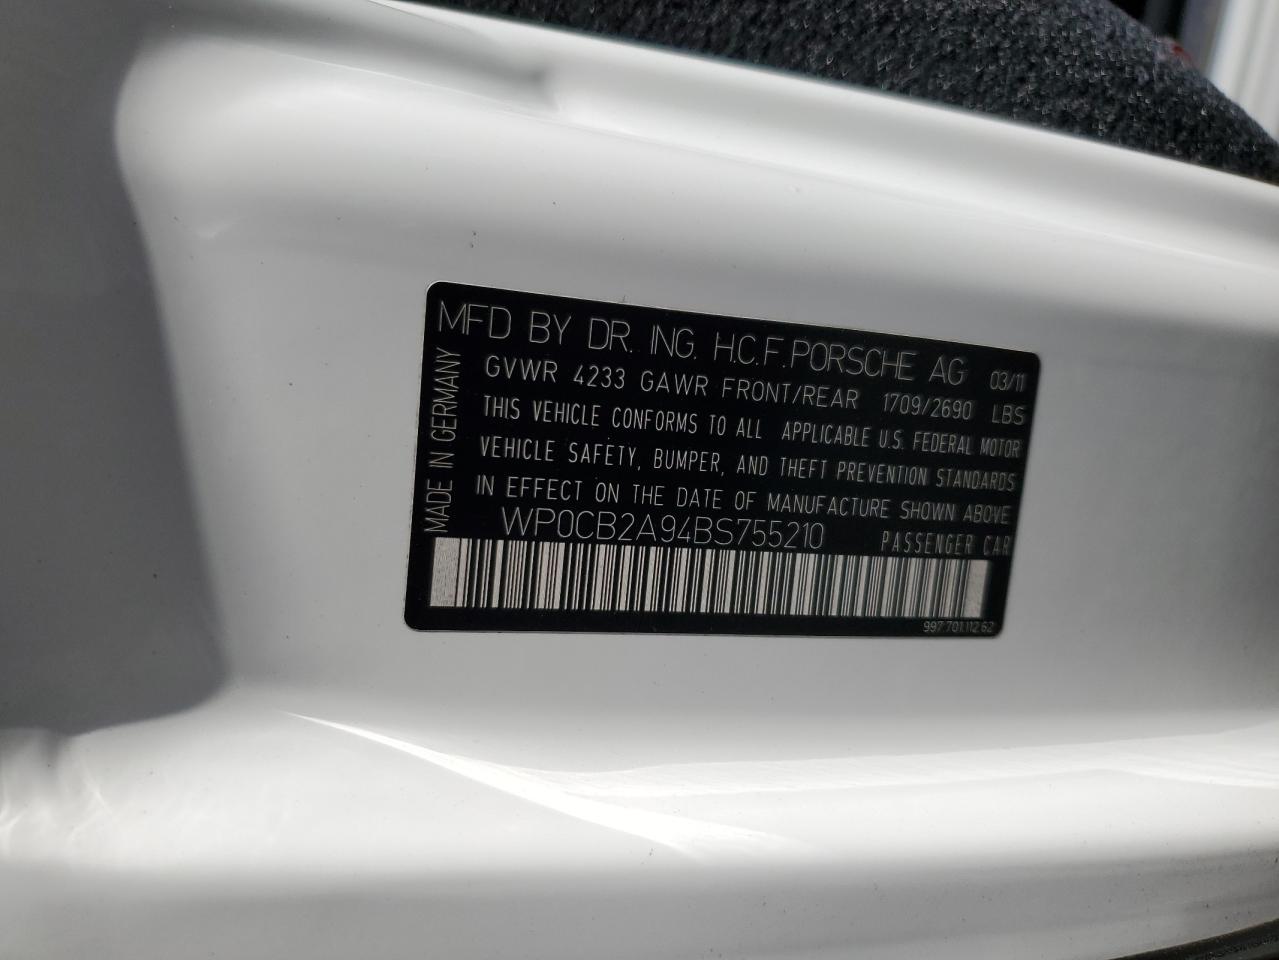 MFD BY DR. ING. H.C.F. PORSCHE AG 03/11
GVWR 4233 GAWR FRONT/REAR 1709/2690 LBS
THIS VEHICLE CONFORMS TO ALL APPLICABLE U.S. FEDERAL MOTOR
VEHICLE SAFETY, BUMPER, AND THEFT PREVENTION STANDARDS
IN EFFECT ON THE DATE OF MANUFACTURE SHOWN ABOVE
WP0CB2A94BS755210 PASSENGER CAR
997.701.112.62
MADE IN GERMANY